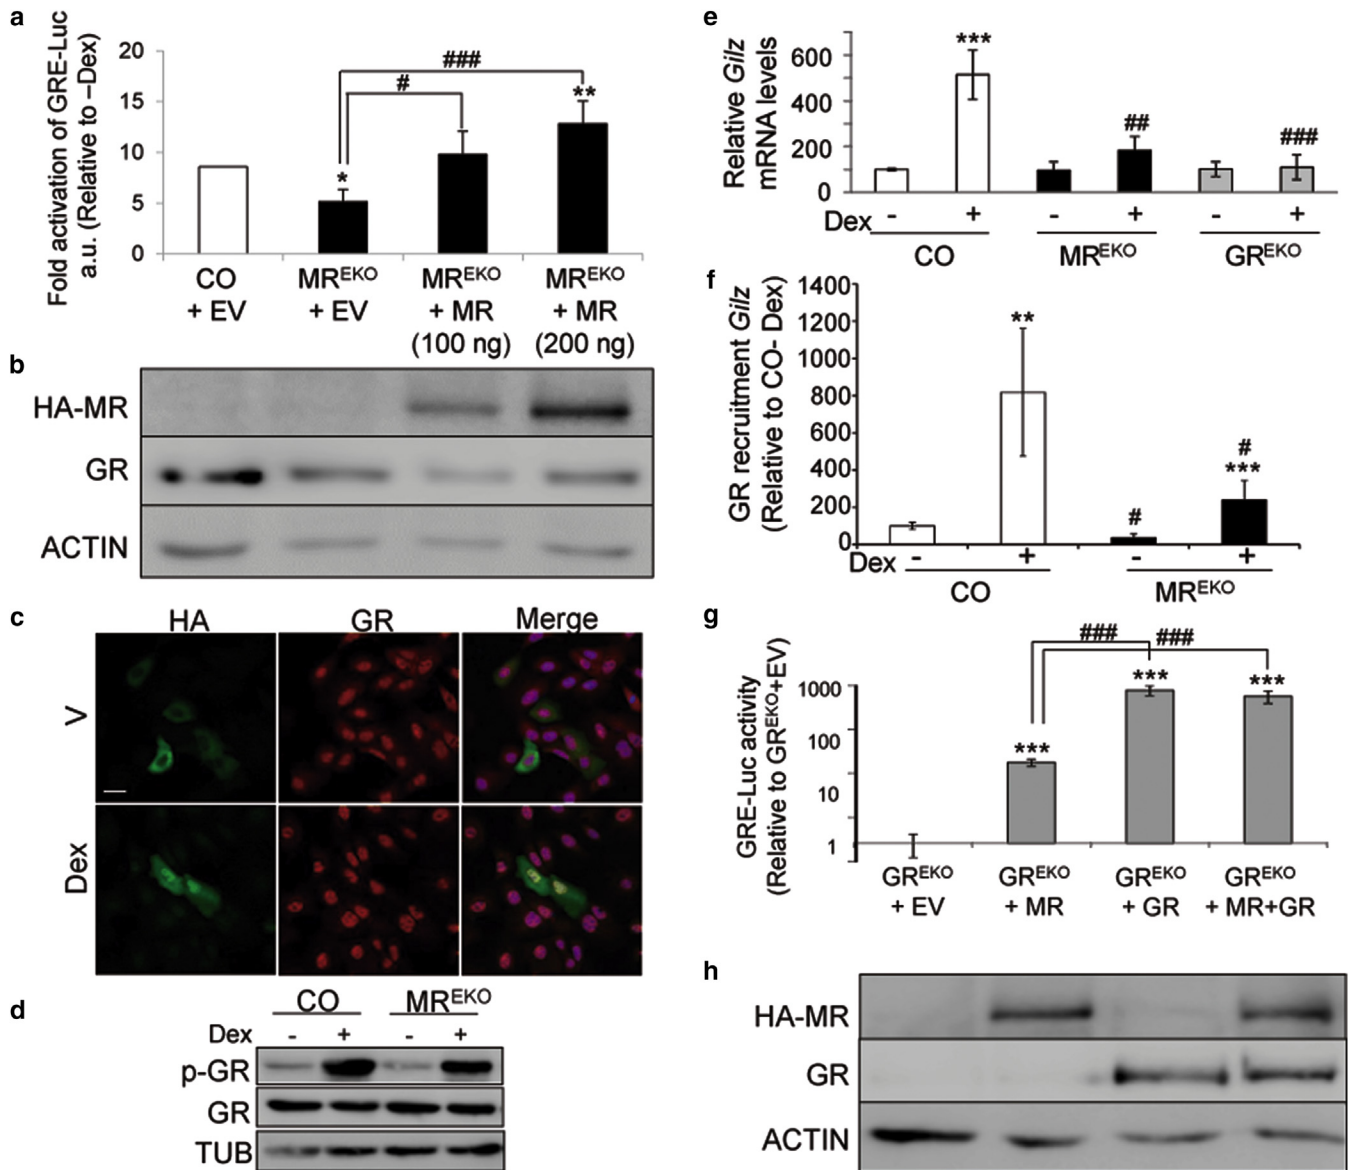 a
Fold activation of GRE-Luc
a.u. (Relative to –Dex)
20
15
10
5
0
###
#
*
**
CO
+ EV
MR^EKO
+ EV
MR^EKO
+ MR
(100 ng)
MR^EKO
+ MR
(200 ng)
b
HA-MR
GR
ACTIN
c
HA
GR
Merge
V
Dex
d
CO
MR^EKO
Dex
-
+
-
+
p-GR
GR
TUB
e
Relative Gilz
mRNA levels
600
400
200
0
***
##
###
Dex
-
+
-
+
-
+
CO
MR^EKO
GR^EKO
f
GR recruitment Gilz
(Relative to CO- Dex)
1400
1200
1000
800
600
400
200
0
**
#
#
***
Dex
-
+
-
+
CO
MR^EKO
g
GRE-Luc activity
(Relative to GR^EKO+EV)
1000
100
10
1
###
###
***
***
***
GR^EKO
+ EV
GR^EKO
+ MR
GR^EKO
+ GR
GR^EKO
+ MR+GR
h
HA-MR
GR
ACTIN